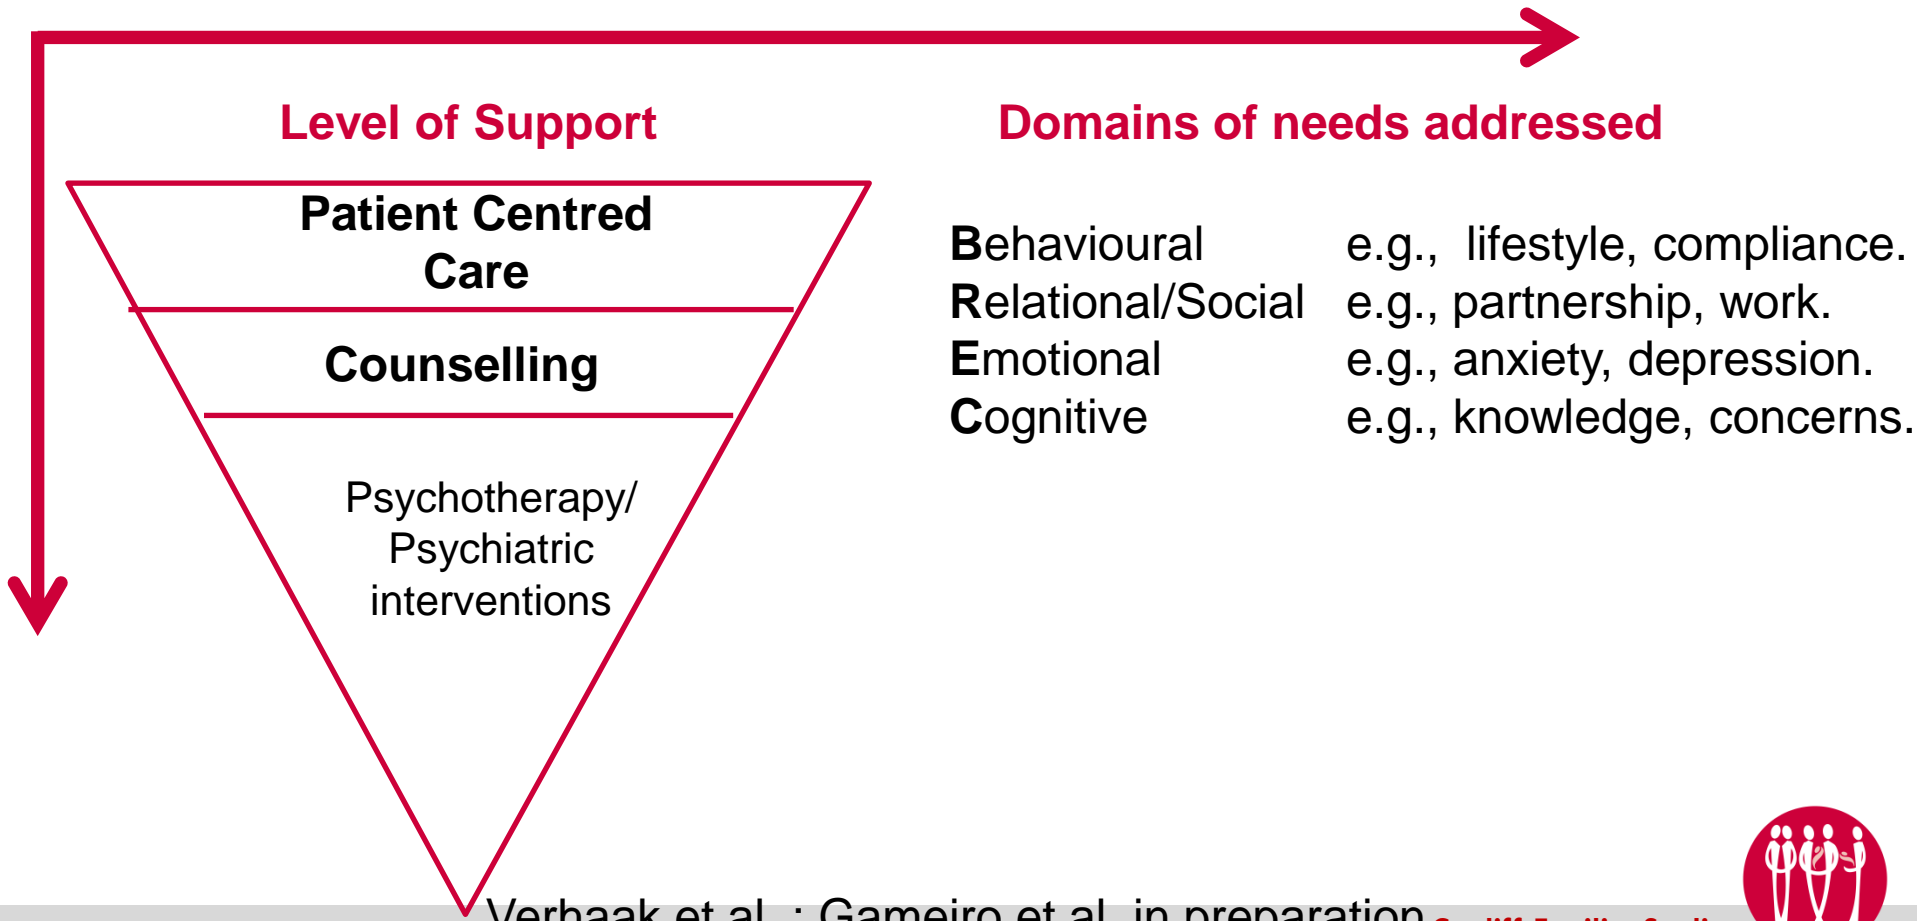 Level of Support
Domains of needs addressed
Patient Centred
Care
Counselling
Psychotherapy/
Psychiatric
interventions
Behavioural e.g., lifestyle, compliance.
Relational/Social e.g., partnership, work.
Emotional e.g., anxiety, depression.
Cognitive e.g., knowledge, concerns.
Verhaak et al., ; Gameiro et al. in preparation